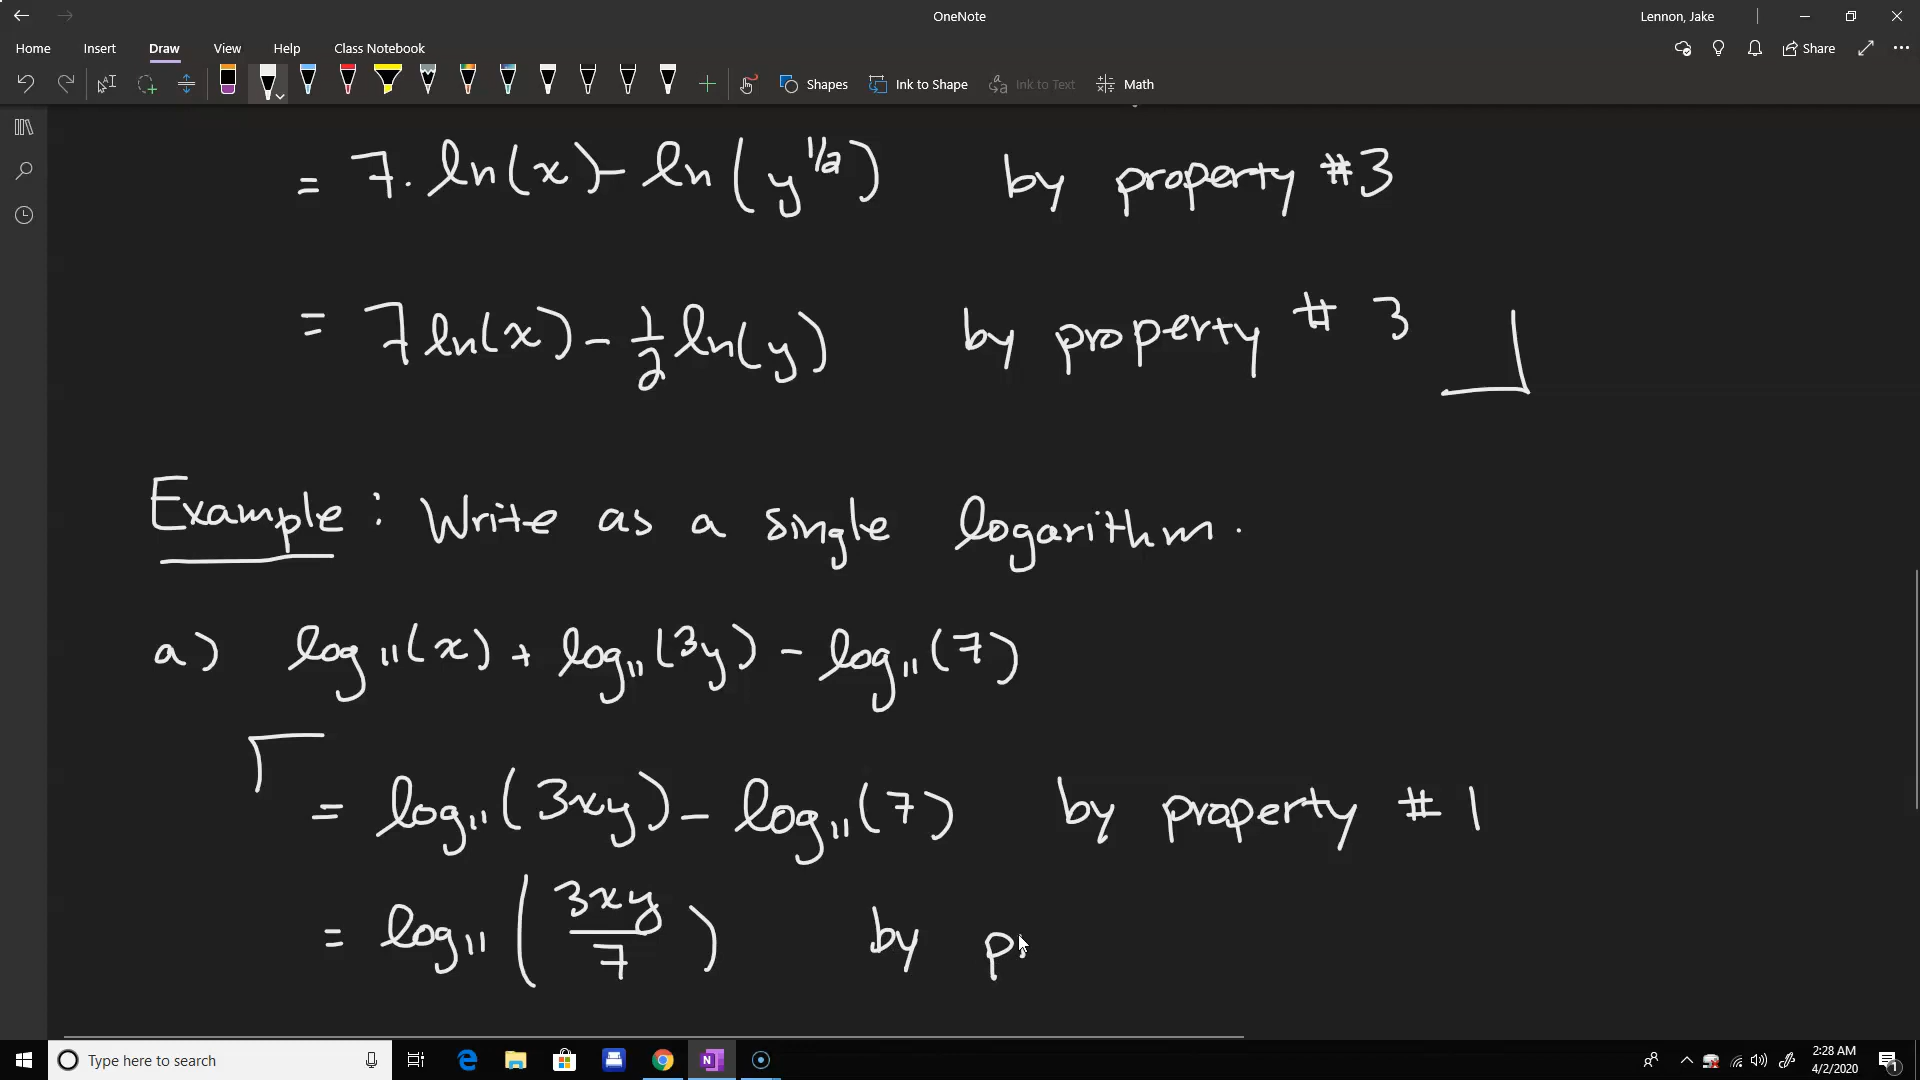 OneNote
Lennon, Jake
Home Insert Draw View Help Class Notebook
Share
Shapes Ink to Shape Ink to Text Math
= 7·ln(x) - ln(y^1/2) by property #3
= 7 ln(x) - 1/2 ln(y) by property # 3
Example: Write as a single logarithm.
a) log₁₁(x) + log₁₁(3y) - log₁₁(7)
= log₁₁(3xy) - log₁₁(7) by property # 1
= log₁₁(3xy/7) by p
Type here to search
2:28 AM
4/2/2020
1